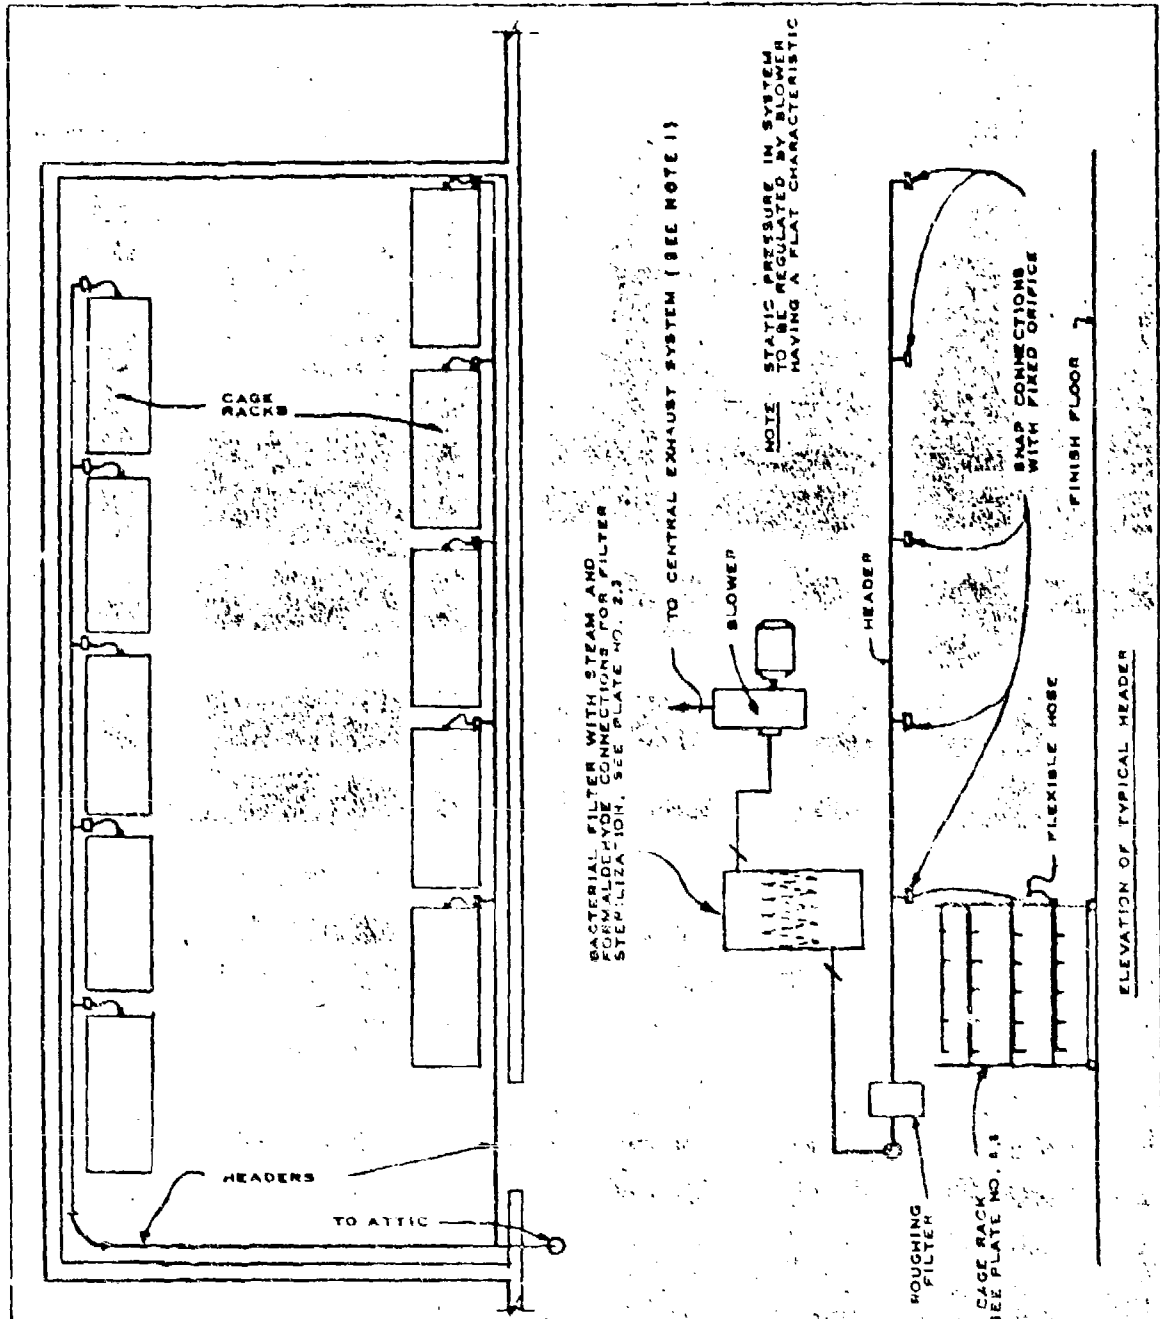 CAGE
RACKS
HEADERS
TO ATTIC
BACTERIAL FILTER WITH STEAM AND
FORMALDEHYDE CONNECTIONS FOR FILTER
STERILIZATION. SEE PLATE NO. 2.3
TO CENTRAL EXHAUST SYSTEM (SEE NOTE 1)
BLOWER
NOTE STATIC PRESSURE IN SYSTEM
TO BE REGULATED BY BLOWER
HAVING A FLAT CHARACTERISTIC
HEADER
SNAP CONNECTIONS
WITH FIXED ORIFICE
FINISH FLOOR
FLEXIBLE HOSE
ROUGHING
FILTER
CAGE RACK
SEE PLATE NO.
ELEVATION OF TYPICAL HEADER